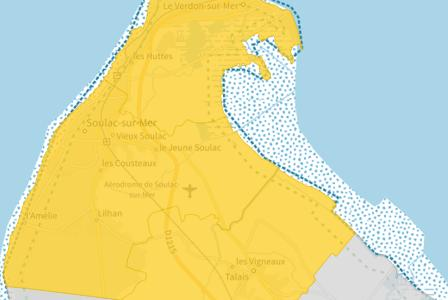 Le Verdon-sur-Mer
les Huttes
Soulac-sur-Mer
Vieux Soulac
le Jeune Soulac
les Cousteaux
Aérodrome de Soulac-
sur-Mer
l'Amélie
Lilhan
D1215
les Vigneaux
Talais